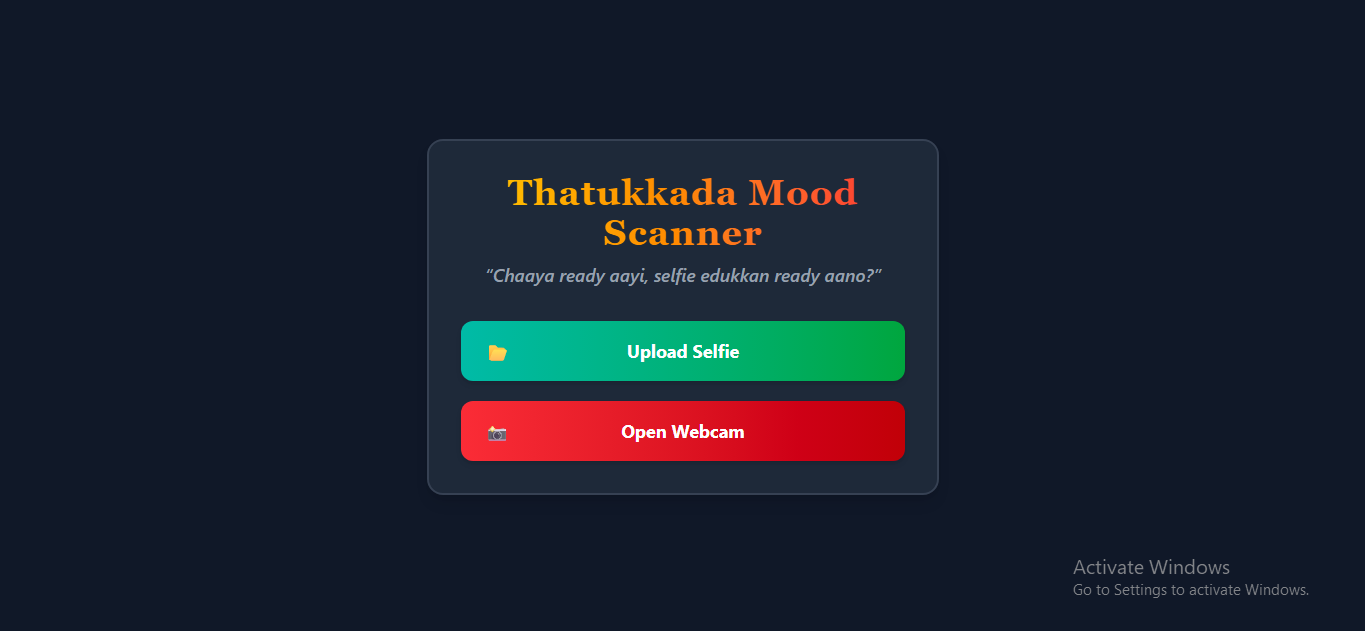 Thatukkada Mood
Scanner
“Chaaya ready aayi, selfie edukkan ready aano?”
Upload Selfie
Open Webcam
Activate Windows
Go to Settings to activate Windows.